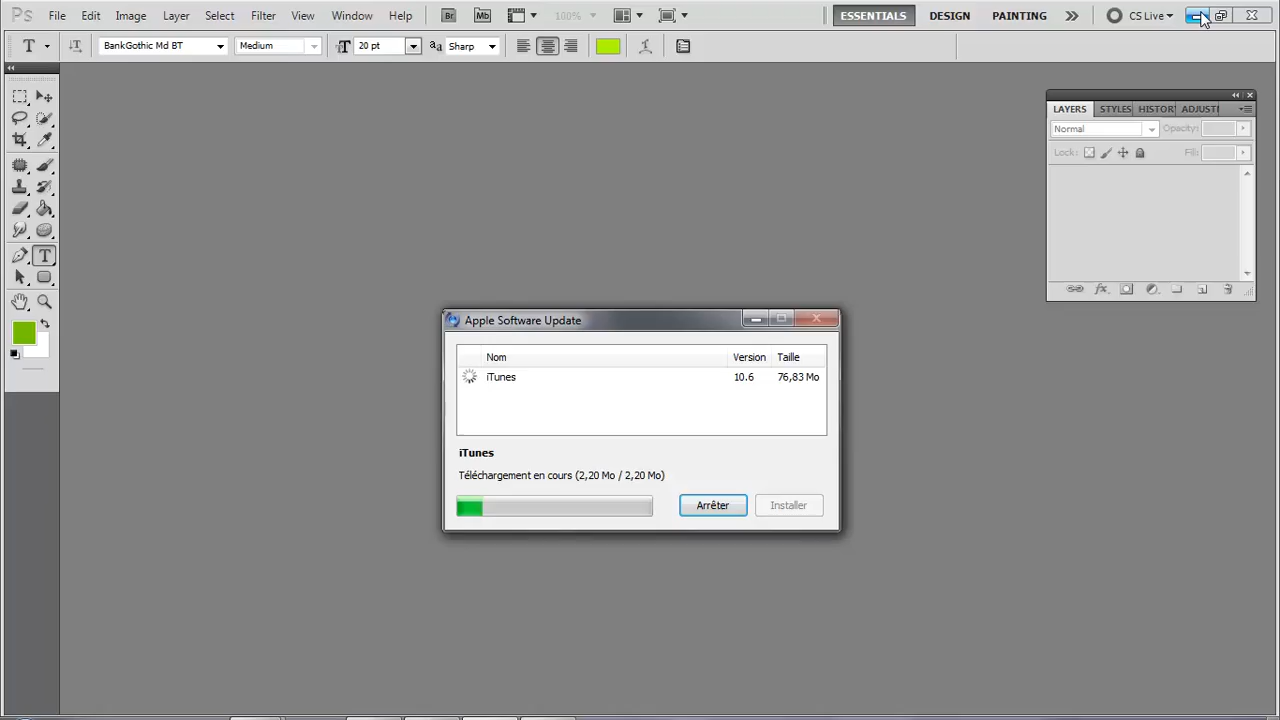 Ps File Edit Image Layer Select Filter View Window Help Br Mb 100% ESSENTIALS DESIGN PAINTING CS Live
T BankGothic Md BT Medium 20 pt Sharp
LAYERS STYLES HISTOR ADJUSTI
Normal Opacity:
Lock: Fill:
Apple Software Update
Nom Version Taille
iTunes 10.6 76,83 Mo
iTunes
Téléchargement en cours (2,20 Mo / 2,20 Mo)
Arrêter Installer